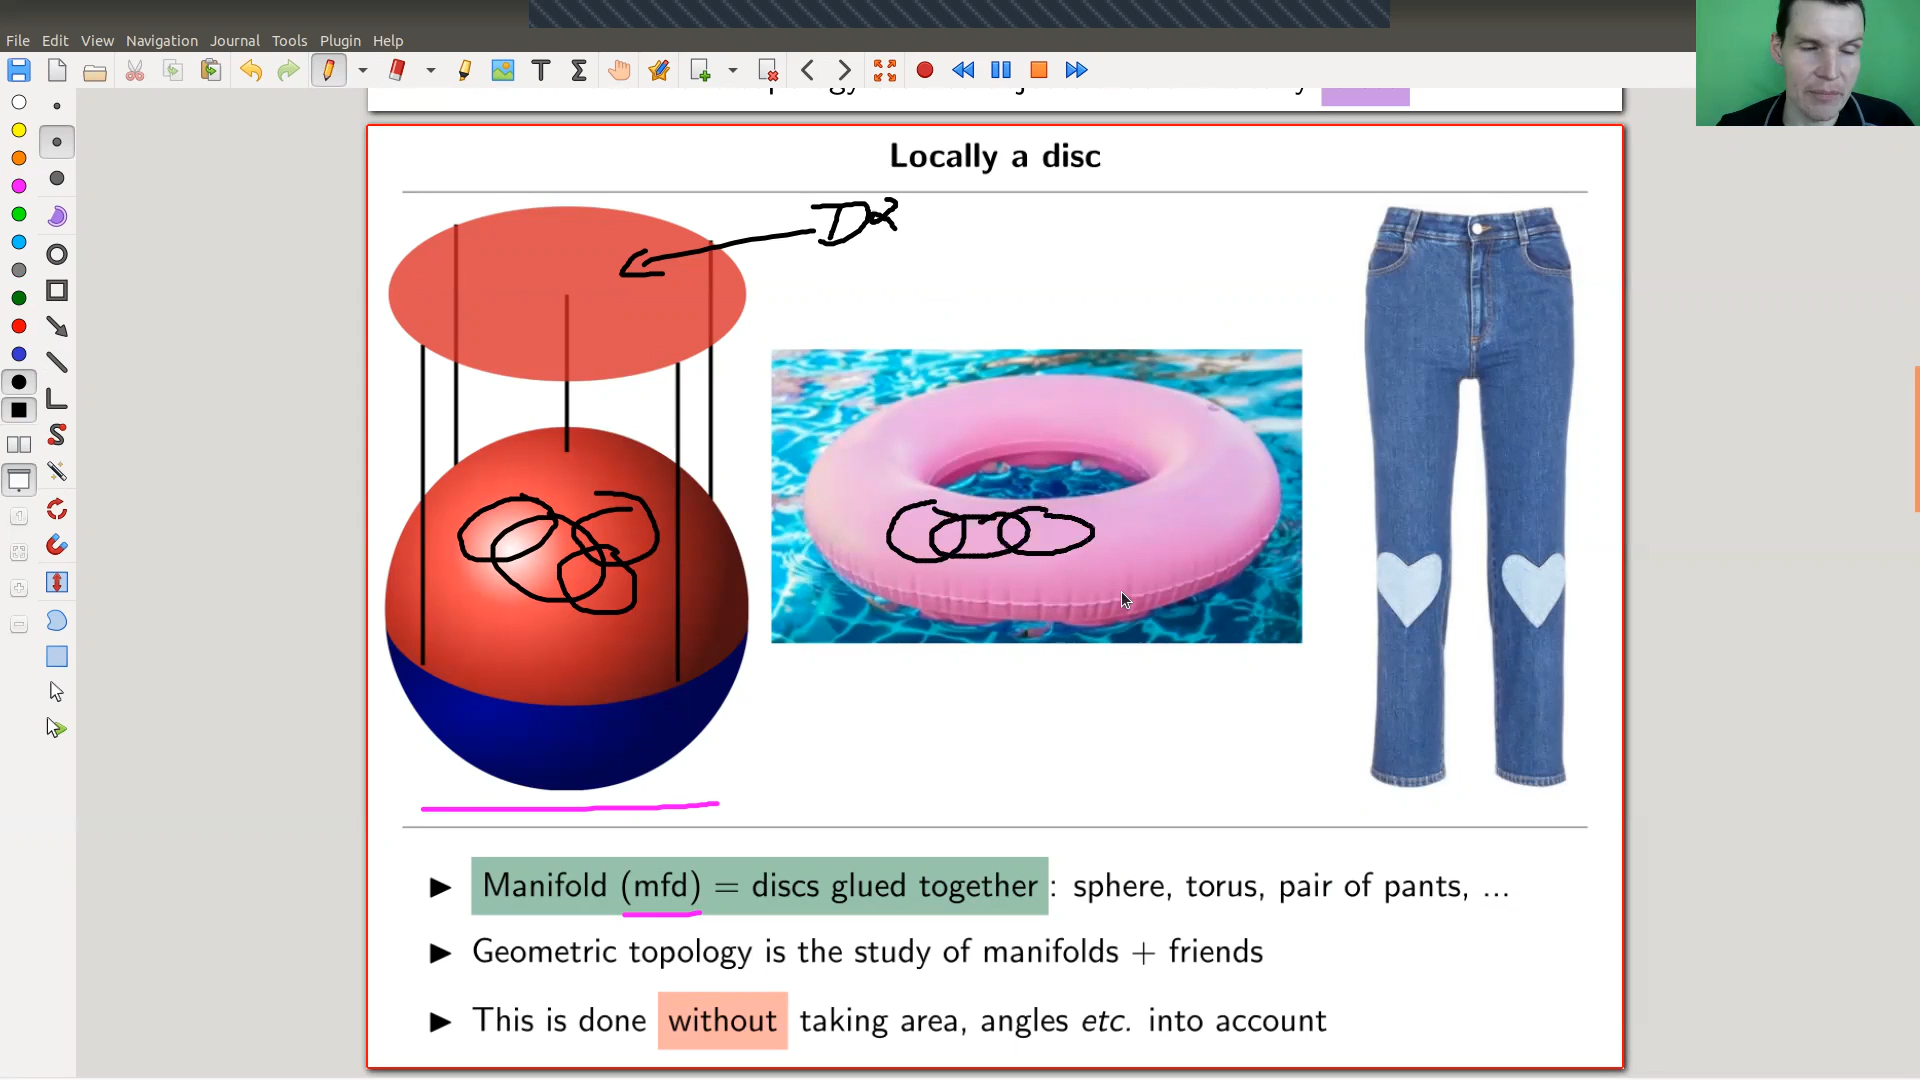 File Edit View Navigation Journal Tools Plugin Help
Locally a disc
D²
► Manifold (mfd) = discs glued together : sphere, torus, pair of pants, ...
► Geometric topology is the study of manifolds + friends
► This is done without taking area, angles etc. into account